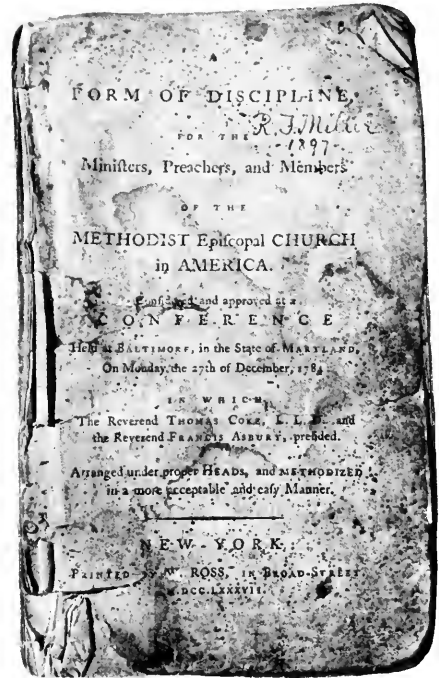 A
FORM OF DISCIPLINE,
R. F. Miller
1897
FOR THE
Miniſters, Preachers, and Members
OF THE
METHODIST Epiſcopal CHURCH
in AMERICA.
Conſidered and approved at a
CONFERENCE
Held at BALTIMORE, in the State of MARYLAND,
On Monday, the 27th of December, 1784
IN WHICH
The Reverend THOMAS COKE, L. L. D. and
the Reverend FRANCIS ASBURY, preſided.
Arranged under proper HEADS, and METHODIZED
in a more acceptable and eaſy Manner.
NEW-YORK:
PRINTED BY W. ROSS, IN BROAD-STREET
M.DCC.LXXXVII.